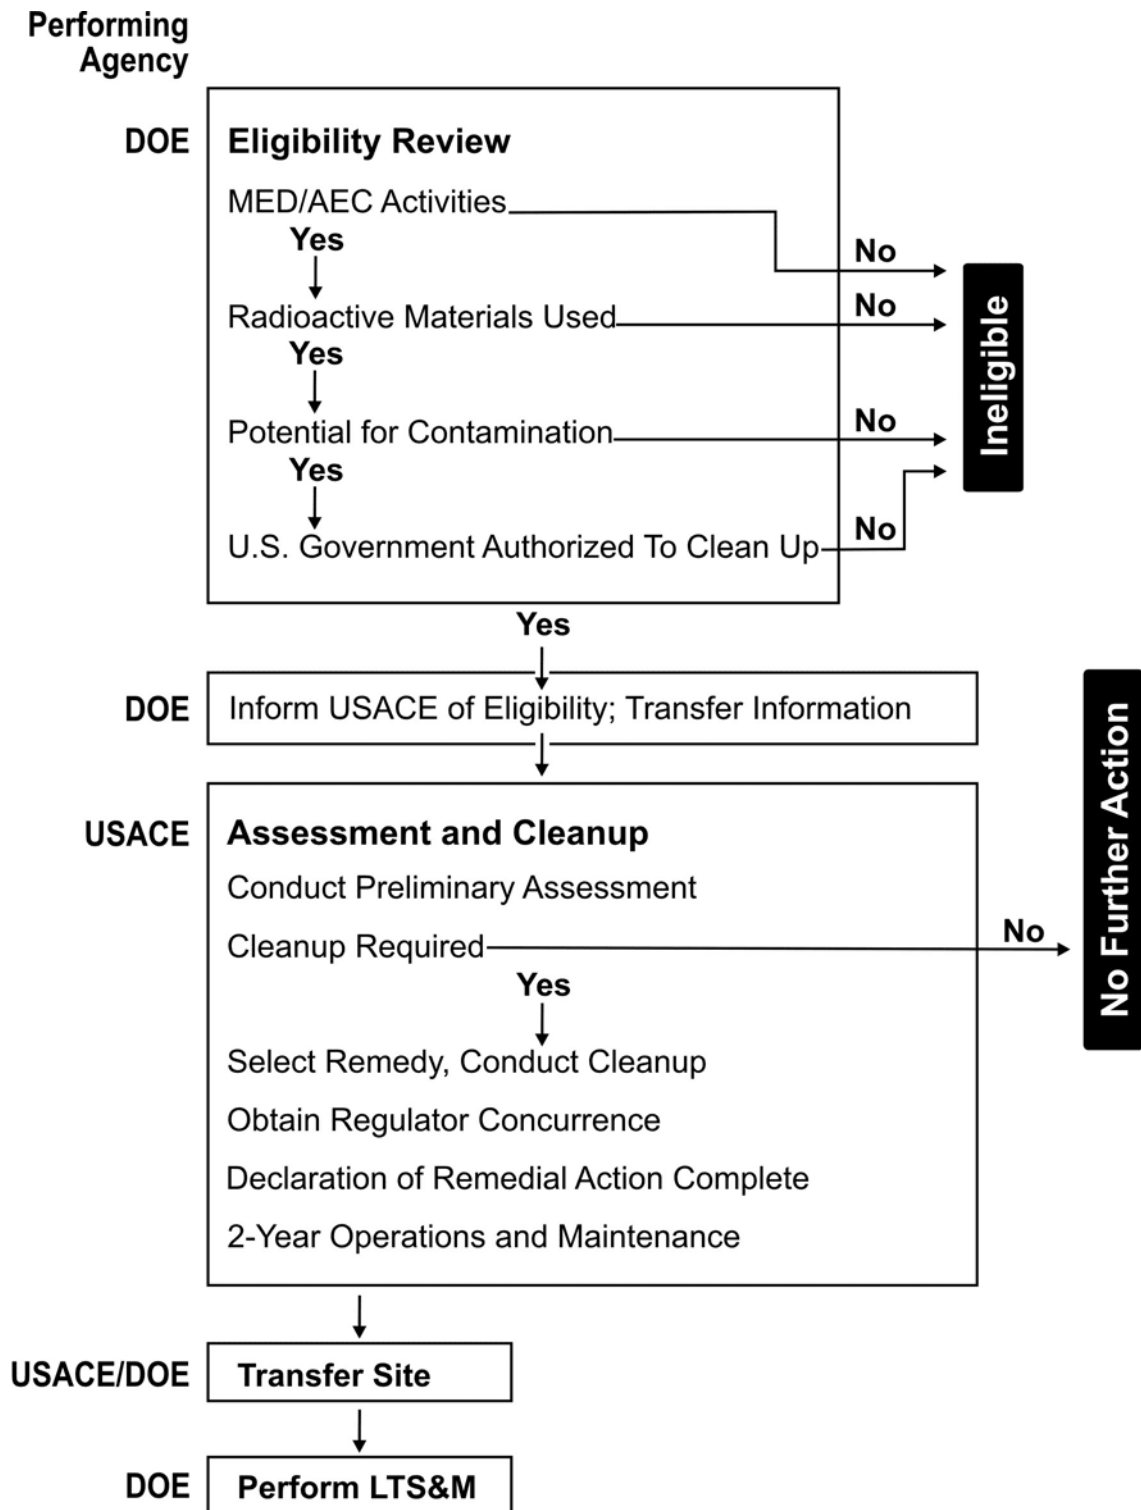 Performing
Agency
DOE
Eligibility Review
MED/AEC Activities
No
Yes
Radioactive Materials Used
No
Yes
Potential for Contamination
No
Yes
U.S. Government Authorized To Clean Up
No
Ineligible
Yes
DOE
Inform USACE of Eligibility; Transfer Information
USACE
Assessment and Cleanup
Conduct Preliminary Assessment
Cleanup Required
No
No Further Action
Yes
Select Remedy, Conduct Cleanup
Obtain Regulator Concurrence
Declaration of Remedial Action Complete
2-Year Operations and Maintenance
USACE/DOE
Transfer Site
DOE
Perform LTS&M